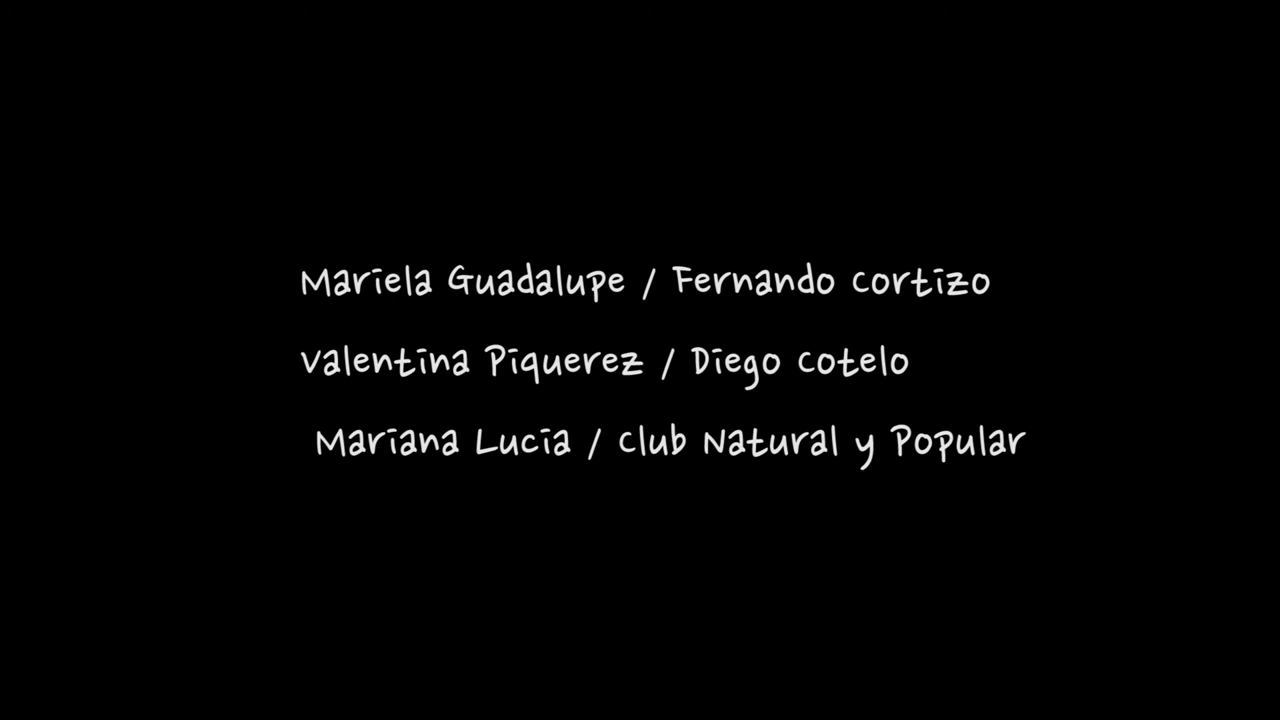 Mariela Guadalupe / Fernando Cortizo
Valentina Piquerez / Diego Cotelo
Mariana Lucia / Club Natural y Popular